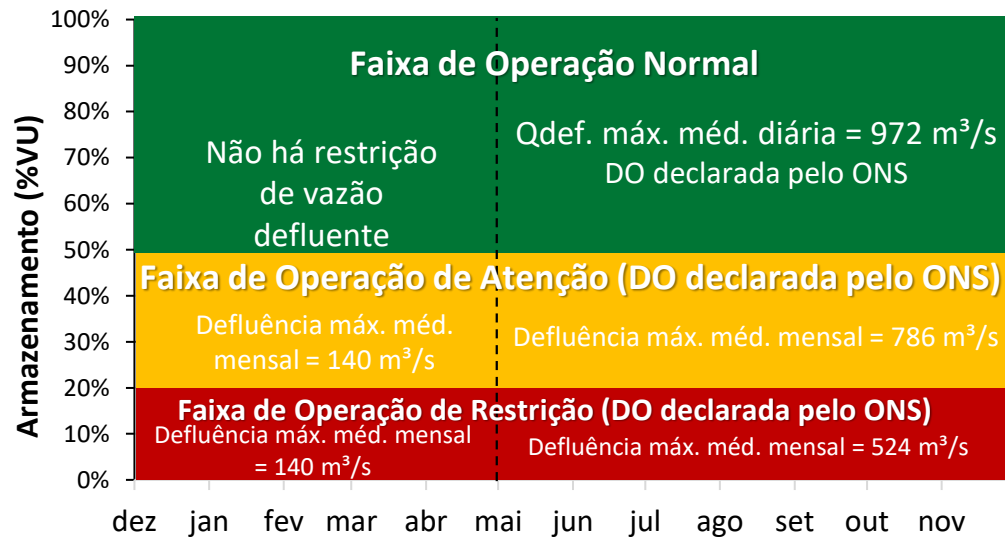 100%
90%
80%
70%
60%
50%
40%
30%
20%
10%
0%
Armazenamento (%VU)
Faixa de Operação Normal
Não há restrição
de vazão
defluente
Qdef. máx. méd. diária = 972 m³/s
DO declarada pelo ONS
Faixa de Operação de Atenção (DO declarada pelo ONS)
Defluência máx. méd.
mensal = 140 m³/s
Defluência máx. méd. mensal = 786 m³/s
Faixa de Operação de Restrição (DO declarada pelo ONS)
Defluência máx. méd. mensal
= 140 m³/s
Defluência máx. méd. mensal = 524 m³/s
dez jan fev mar abr mai jun jul ago set out nov